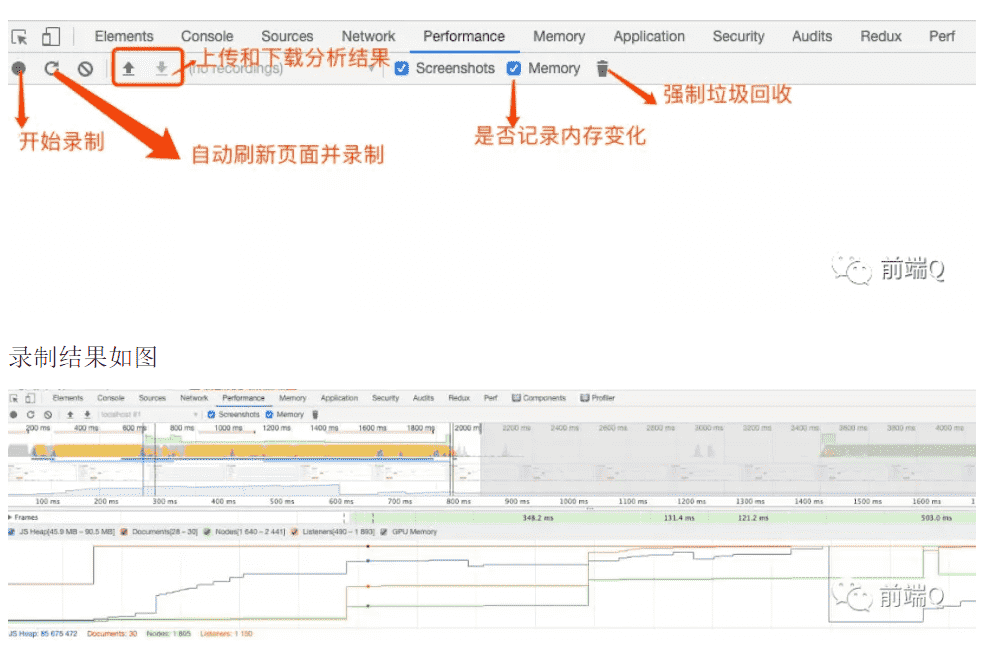 Elements Console Sources Network Performance Memory Application Security Audits Redux Perf
上传和下载分析结果
(no recordings) Screenshots Memory
强制垃圾回收
开始录制
是否记录内存变化
自动刷新页面并录制
前端Q
录制结果如图
Elements Console Sources Network Performance Memory Application Security Audits Redux Perf Components Profiler
localhost #1 Screenshots Memory
200 ms 400 ms 600 ms 800 ms 1000 ms 1200 ms 1400 ms 1600 ms 1800 ms 2000 ms 2200 ms 2400 ms 2600 ms 2800 ms 3000 ms 3200 ms 3400 ms 3600 ms 3800 ms 4000 ms
100 ms 200 ms 300 ms 400 ms 500 ms 600 ms 700 ms 800 ms 900 ms 1000 ms 1100 ms 1200 ms 1300 ms 1400 ms 1500 ms 1600 ms 1
Frames 348.2 ms 131.4 ms 121.2 ms 503.0 ms
JS Heap[45.9 MB – 90.5 MB] Documents[28 – 30] Nodes[1 640 – 2 441] Listeners[490 – 1 893] GPU Memory
前端Q
JS Heap: 85 675 472 Documents: 30 Nodes: 1 895 Listeners: 1 190